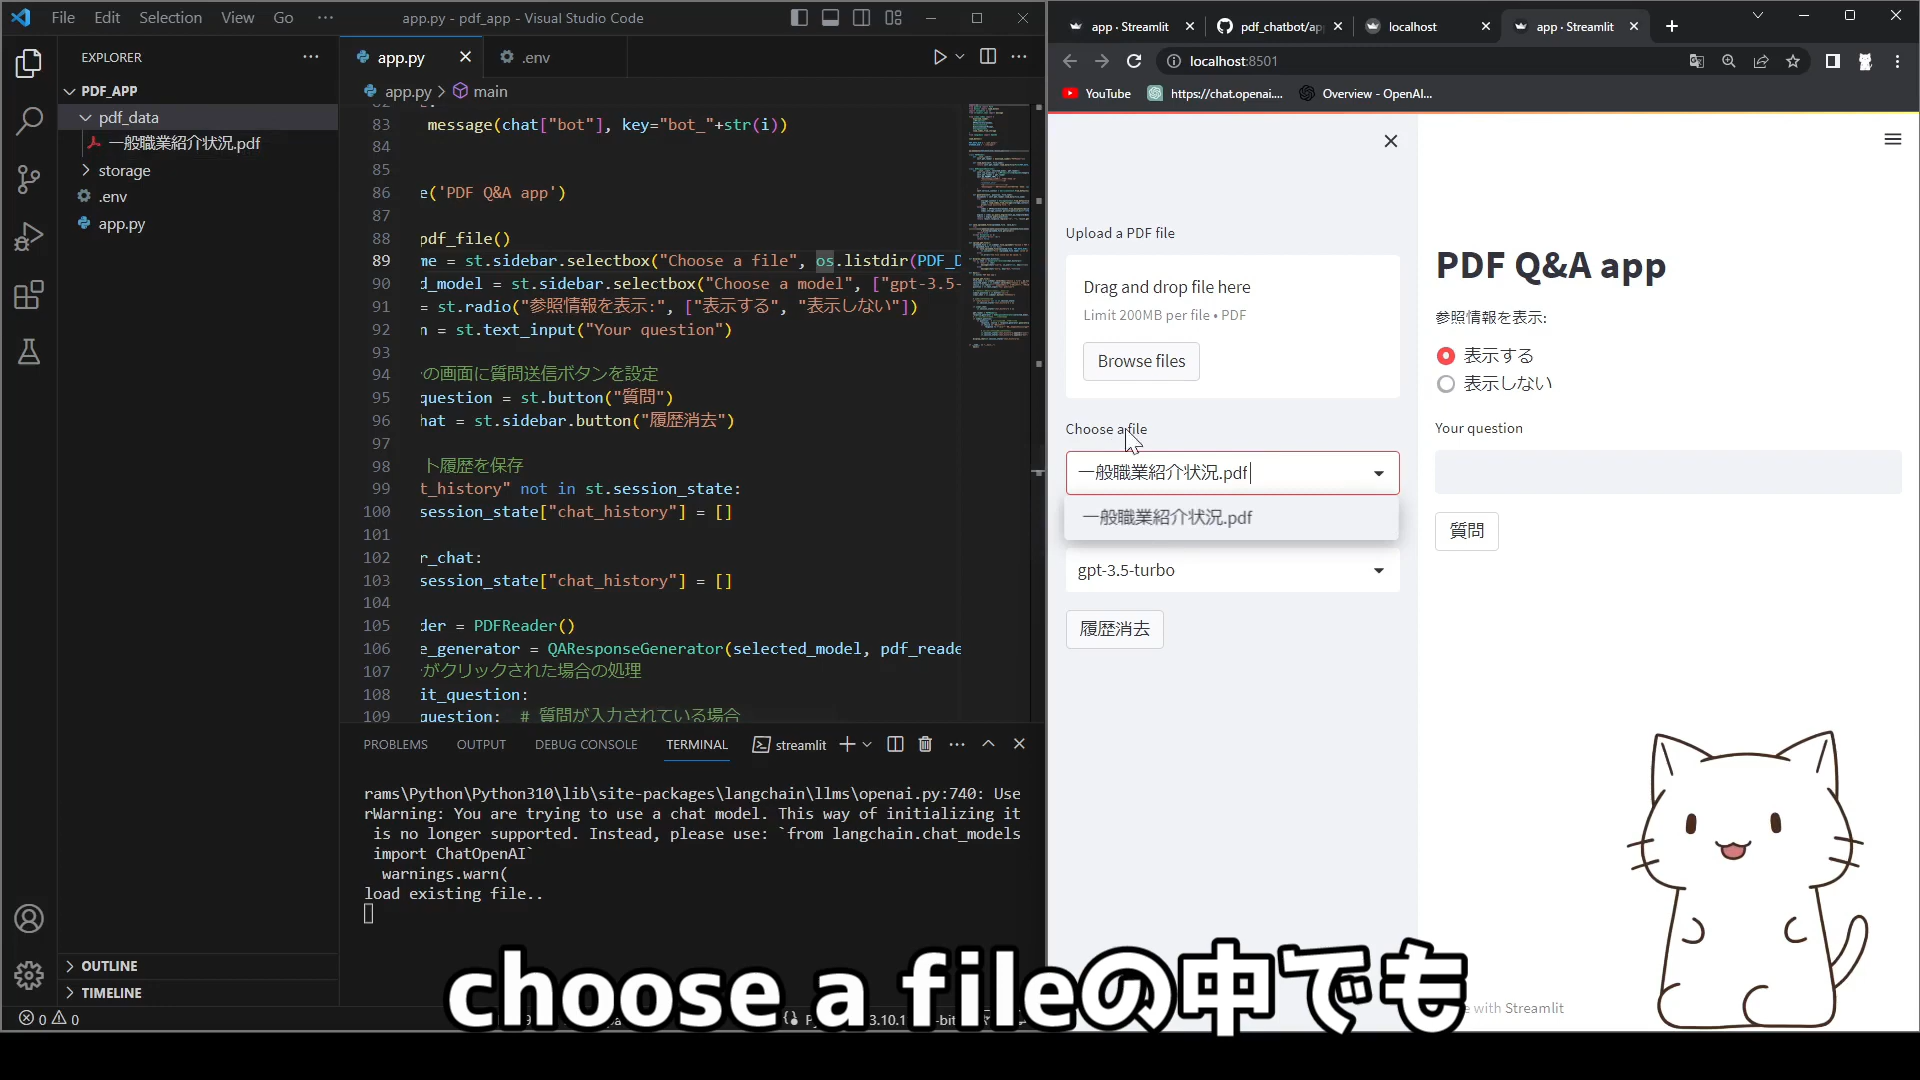 File Edit Selection View Go ··· app.py - pdf_app - Visual Studio Code
EXPLORER
PDF_APP
pdf_data
一般職業紹介状況.pdf
storage
.env
app.py
OUTLINE
TIMELINE
0 0
app.py .env
app.py > main
83 message(chat["bot"], key="bot_"+str(i))
84
85
86 e('PDF Q&A app')
87
88 pdf_file()
89 me = st.sidebar.selectbox("Choose a file", os.listdir(PDF_D
90 d_model = st.sidebar.selectbox("Choose a model", ["gpt-3.5-
91 = st.radio("参照情報を表示:", ["表示する", "表示しない"])
92 n = st.text_input("Your question")
93
94 の画面に質問送信ボタンを設定
95 question = st.button("質問")
96 hat = st.sidebar.button("履歴消去")
97
98 ト履歴を保存
99 t_history" not in st.session_state:
100 session_state["chat_history"] = []
101
102 r_chat:
103 session_state["chat_history"] = []
104
105 der = PDFReader()
106 e_generator = QAResponseGenerator(selected_model, pdf_reade
107 がクリックされた場合の処理
108 it_question:
109 question: # 質問が入力されている場合
PROBLEMS OUTPUT DEBUG CONSOLE TERMINAL streamlit
rams\Python\Python310\lib\site-packages\langchain\llms\openai.py:740: Use
rWarning: You are trying to use a chat model. This way of initializing it
is no longer supported. Instead, please use: `from langchain.chat_models
import ChatOpenAI`
warnings.warn(
load existing file..
app · Streamlit pdf_chatbot/app localhost app · Streamlit
localhost:8501
YouTube https://chat.openai.... Overview - OpenAI...
Upload a PDF file
Drag and drop file here
Limit 200MB per file • PDF
Browse files
Choose a file
一般職業紹介状況.pdf
一般職業紹介状況.pdf
gpt-3.5-turbo
履歴消去
PDF Q&A app
参照情報を表示:
表示する
表示しない
Your question
質問
with Streamlit
choose a fileの中でも